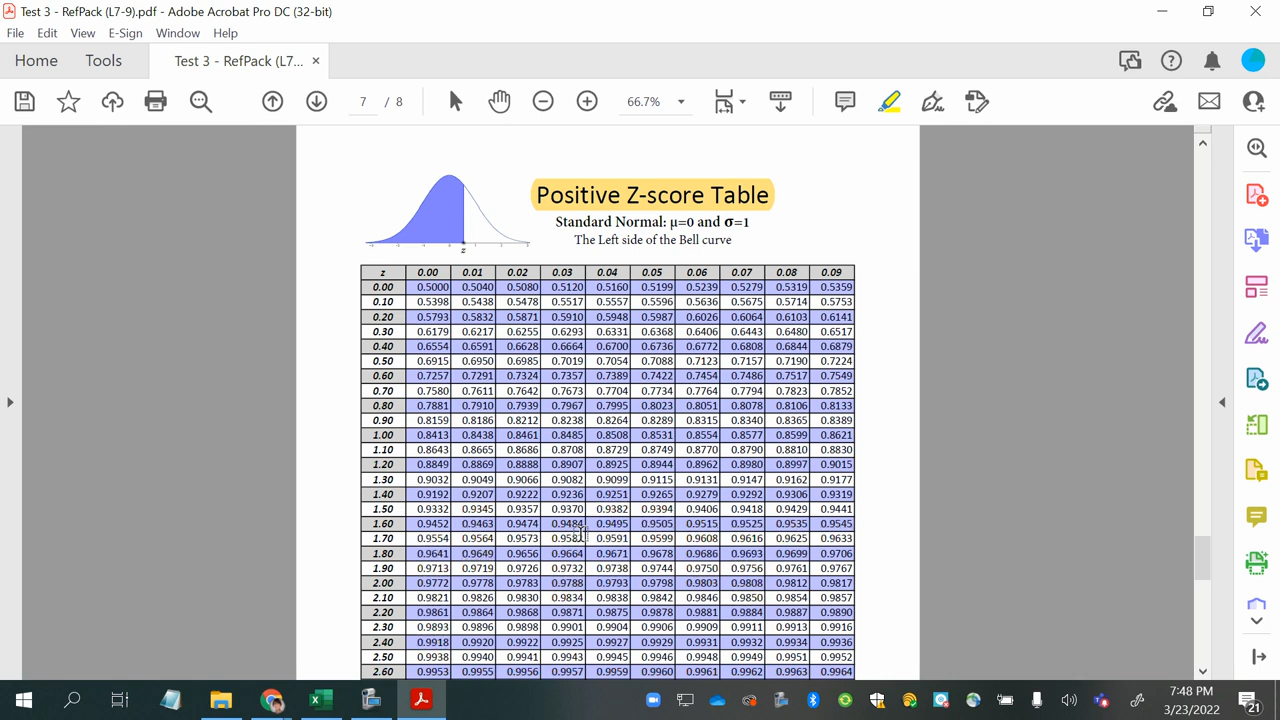 Test 3 - RefPack (L7-9).pdf - Adobe Acrobat Pro DC (32-bit)
File Edit View E-Sign Window Help
Home Tools Test 3 - RefPack (L7... ×
7 / 8 66.7%
Positive Z-score Table
Standard Normal: μ=0 and σ=1
The Left side of the Bell curve
z
z 0.00 0.01 0.02 0.03 0.04 0.05 0.06 0.07 0.08 0.09
0.00 0.5000 0.5040 0.5080 0.5120 0.5160 0.5199 0.5239 0.5279 0.5319 0.5359
0.10 0.5398 0.5438 0.5478 0.5517 0.5557 0.5596 0.5636 0.5675 0.5714 0.5753
0.20 0.5793 0.5832 0.5871 0.5910 0.5948 0.5987 0.6026 0.6064 0.6103 0.6141
0.30 0.6179 0.6217 0.6255 0.6293 0.6331 0.6368 0.6406 0.6443 0.6480 0.6517
0.40 0.6554 0.6591 0.6628 0.6664 0.6700 0.6736 0.6772 0.6808 0.6844 0.6879
0.50 0.6915 0.6950 0.6985 0.7019 0.7054 0.7088 0.7123 0.7157 0.7190 0.7224
0.60 0.7257 0.7291 0.7324 0.7357 0.7389 0.7422 0.7454 0.7486 0.7517 0.7549
0.70 0.7580 0.7611 0.7642 0.7673 0.7704 0.7734 0.7764 0.7794 0.7823 0.7852
0.80 0.7881 0.7910 0.7939 0.7967 0.7995 0.8023 0.8051 0.8078 0.8106 0.8133
0.90 0.8159 0.8186 0.8212 0.8238 0.8264 0.8289 0.8315 0.8340 0.8365 0.8389
1.00 0.8413 0.8438 0.8461 0.8485 0.8508 0.8531 0.8554 0.8577 0.8599 0.8621
1.10 0.8643 0.8665 0.8686 0.8708 0.8729 0.8749 0.8770 0.8790 0.8810 0.8830
1.20 0.8849 0.8869 0.8888 0.8907 0.8925 0.8944 0.8962 0.8980 0.8997 0.9015
1.30 0.9032 0.9049 0.9066 0.9082 0.9099 0.9115 0.9131 0.9147 0.9162 0.9177
1.40 0.9192 0.9207 0.9222 0.9236 0.9251 0.9265 0.9279 0.9292 0.9306 0.9319
1.50 0.9332 0.9345 0.9357 0.9370 0.9382 0.9394 0.9406 0.9418 0.9429 0.9441
1.60 0.9452 0.9463 0.9474 0.9484 0.9495 0.9505 0.9515 0.9525 0.9535 0.9545
1.70 0.9554 0.9564 0.9573 0.9591 0.9599 0.9608 0.9616 0.9625 0.9633
1.80 0.9641 0.9649 0.9656 0.9664 0.9671 0.9678 0.9686 0.9693 0.9699 0.9706
1.90 0.9713 0.9719 0.9726 0.9732 0.9738 0.9744 0.9750 0.9756 0.9761 0.9767
2.00 0.9772 0.9778 0.9783 0.9788 0.9793 0.9798 0.9803 0.9808 0.9812 0.9817
2.10 0.9821 0.9826 0.9830 0.9834 0.9838 0.9842 0.9846 0.9850 0.9854 0.9857
2.20 0.9861 0.9864 0.9868 0.9871 0.9875 0.9878 0.9881 0.9884 0.9887 0.9890
2.30 0.9893 0.9896 0.9898 0.9901 0.9904 0.9906 0.9909 0.9911 0.9913 0.9916
2.40 0.9918 0.9920 0.9922 0.9925 0.9927 0.9929 0.9931 0.9932 0.9934 0.9936
2.50 0.9938 0.9940 0.9941 0.9943 0.9945 0.9946 0.9948 0.9949 0.9951 0.9952
2.60 0.9953 0.9955 0.9956 0.9957 0.9959 0.9960 0.9961 0.9962 0.9963 0.9964
7:48 PM
3/23/2022
21